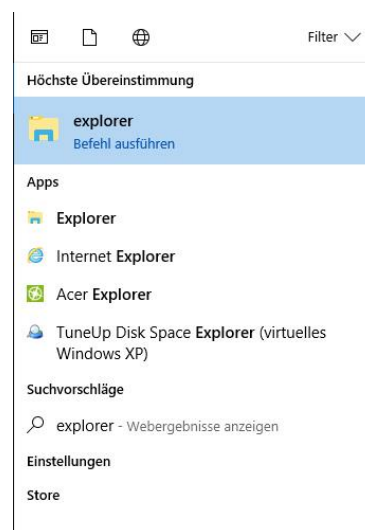 Filter
Höchste Übereinstimmung
explorer
Befehl ausführen
Apps
Explorer
Internet Explorer
Acer Explorer
TuneUp Disk Space Explorer (virtuelles
Windows XP)
Suchvorschläge
explorer - Webergebnisse anzeigen
Einstellungen
Store